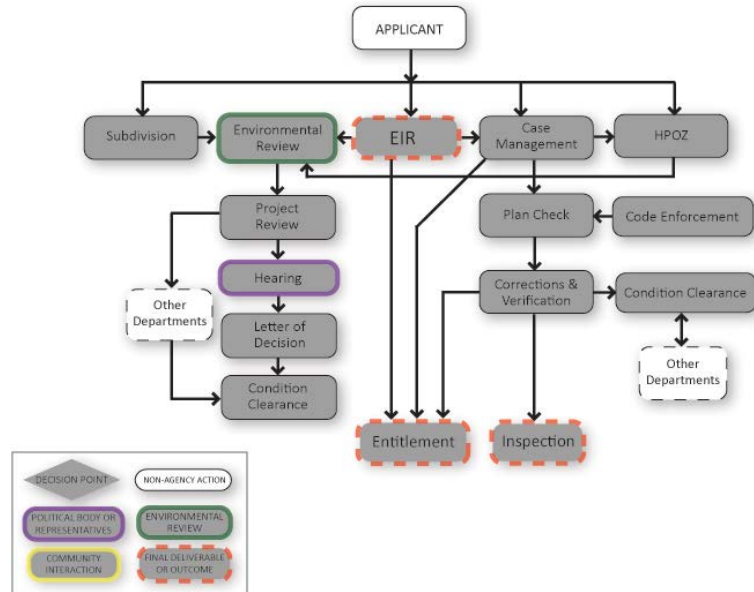 APPLICANT
Subdivision
Environmental
Review
EIR
Case
Management
HPOZ
Project
Review
Plan Check
Code Enforcement
Hearing
Other
Departments
Corrections &
Verification
Condition Clearance
Letter of
Decision
Other
Departments
Condition
Clearance
Entitlement
Inspection
DECISION POINT
NON-AGENCY ACTION
POLITICAL BODY OR
REPRESENTATIVES
ENVIRONMENTAL
REVIEW
COMMUNITY
INTERACTION
FINAL DELIVERABLE
OR OUTCOME